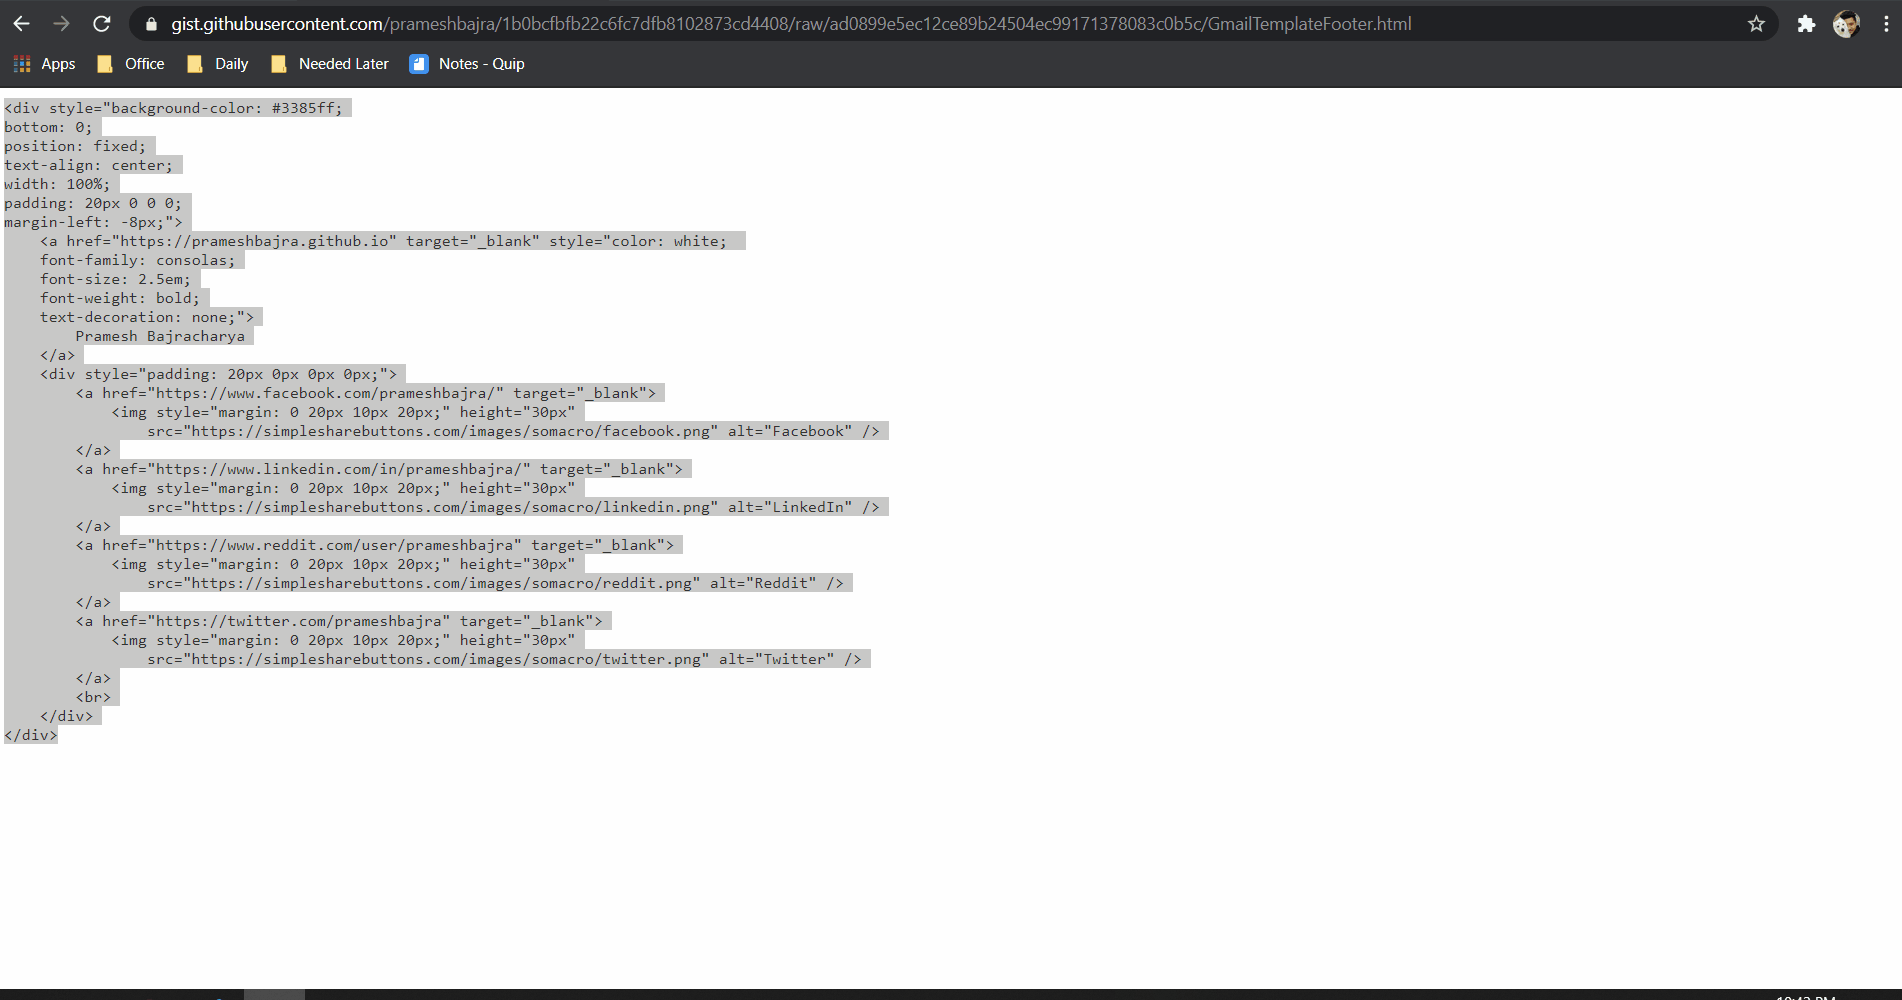 gist.githubusercontent.com/prameshbajra/1b0bcfbfb22c6fc7dfb8102873cd4408/raw/ad0899e5ec12ce89b24504ec99171378083c0b5c/GmailTemplateFooter.html
Apps Office Daily Needed Later Notes - Quip
<div style="background-color: #3385ff;
bottom: 0;
position: fixed;
text-align: center;
width: 100%;
padding: 20px 0 0 0;
margin-left: -8px;">
    <a href="https://prameshbajra.github.io" target="_blank" style="color: white;
    font-family: consolas;
    font-size: 2.5em;
    font-weight: bold;
    text-decoration: none;">
        Pramesh Bajracharya
    </a>
    <div style="padding: 20px 0px 0px 0px;">
        <a href="https://www.facebook.com/prameshbajra/" target="_blank">
            <img style="margin: 0 20px 10px 20px;" height="30px"
                src="https://simplesharebuttons.com/images/somacro/facebook.png" alt="Facebook" />
        </a>
        <a href="https://www.linkedin.com/in/prameshbajra/" target="_blank">
            <img style="margin: 0 20px 10px 20px;" height="30px"
                src="https://simplesharebuttons.com/images/somacro/linkedin.png" alt="LinkedIn" />
        </a>
        <a href="https://www.reddit.com/user/prameshbajra" target="_blank">
            <img style="margin: 0 20px 10px 20px;" height="30px"
                src="https://simplesharebuttons.com/images/somacro/reddit.png" alt="Reddit" />
        </a>
        <a href="https://twitter.com/prameshbajra" target="_blank">
            <img style="margin: 0 20px 10px 20px;" height="30px"
                src="https://simplesharebuttons.com/images/somacro/twitter.png" alt="Twitter" />
        </a>
        <br>
    </div>
</div>